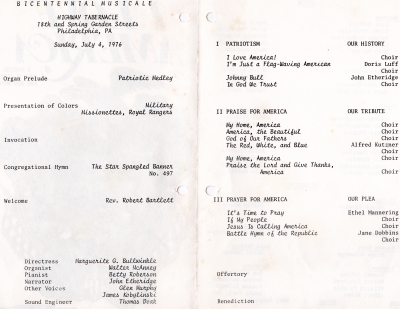 BICENTENNIAL MUSICALE
HIGHWAY TABERNACLE
18th and Spring Garden Streets
Philadelphia, PA
Sunday, July 4, 1976
Organ Prelude Patriotic Medley
Presentation of Colors Military
Missionettes, Royal Rangers
Invocation
Congregational Hymn The Star Spangled Banner
No. 497
Welcome Rev. Robert Bartlett
Directress Marguerite G. Bullwinkle
Organist Walter McAnney
Pianist Betty Roberson
Narrator John Etheridge
Other Voices Glen Murphy
James Kobylinski
Sound Engineer Thomas Doak
I PATRIOTISM OUR HISTORY
I Love America! Choir
I'm Just a Flag-Waving American Doris Luff
Choir
Johnny Bull John Etheridge
In God We Trust Choir
II PRAISE FOR AMERICA OUR TRIBUTE
My Home, America Choir
America, the Beautiful Choir
God of Our Fathers Choir
The Red, White, and Blue Alfred Kutzner
Choir
My Home, America Choir
Praise the Lord and Give Thanks,
America Choir
III PRAYER FOR AMERICA OUR PLEA
It's Time to Pray Ethel Mannering
If My People Choir
Jesus Is Calling America Choir
Battle Hymn of the Republic Jane Dobbins
Choir
Offertory
Benediction